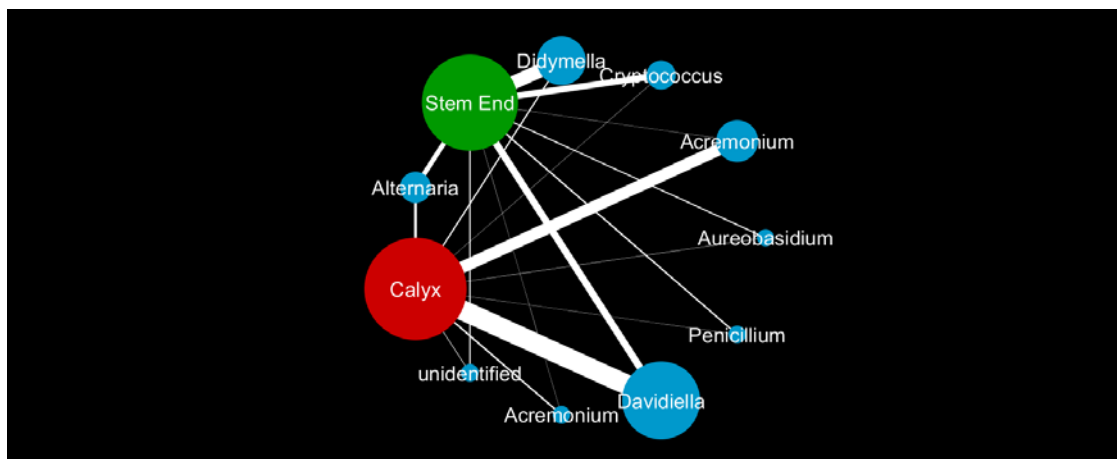 Didymella
Cryptococcus
Stem End
Acremonium
Alternaria
Aureobasidium
Calyx
Penicillium
unidentified
Davidiella
Acremonium